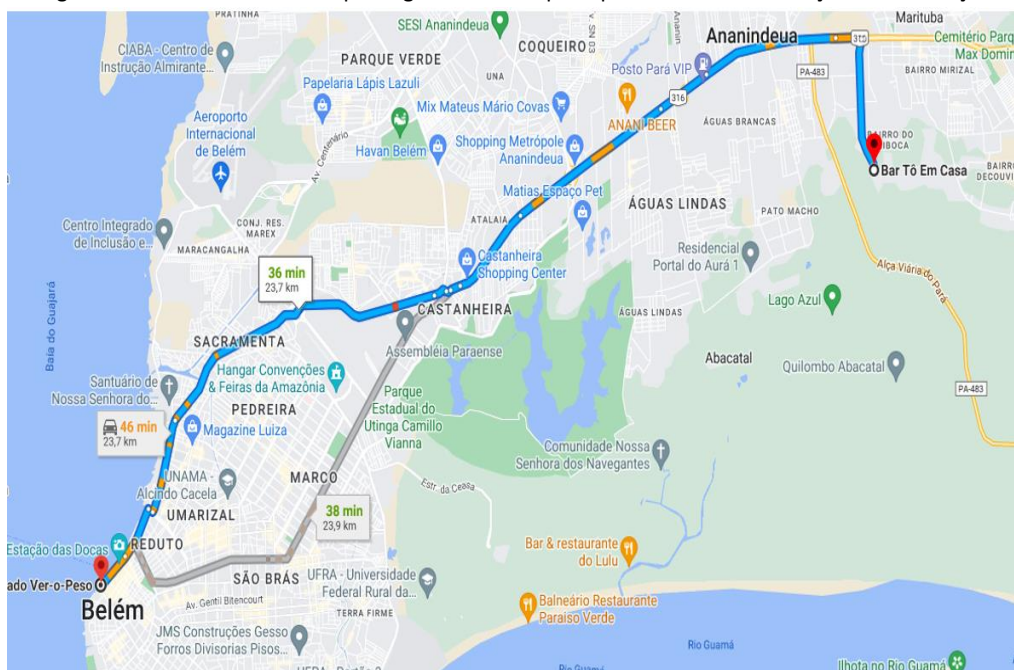 PRATINHA
SESI Ananindeua
COQUEIRO
Ananindeua
Marituba
CIABA - Centro de
Instrução Almirante...
PARQUE VERDE
UNA
Posto Pará VIP
316
Cemitério Parq
Max Domin
PA-483
BAIRRO MIRIZAL
Papelaria Lápis Lazuli
Mix Mateus Mário Covas
316
ANANI BEER
ÁGUAS BRANCAS
Aeroporto
Internacional
de Belém
Av. Centenário
Havan Belém
Shopping Metrópole
Ananindeua
BAIRRO DO
Bar Tô Em Casa
BAIRRO
DECOUVI
Matias Espaço Pet
ATALAIA
ÁGUAS LINDAS
PATO MACHO
Centro Integrado
de Inclusão e...
CONJ. RES.
MAREX
MARACANGALHA
Castanheira
Shopping Center
Residencial
Portal do Aurá 1
Alça Viária do Pará
36 min
23,7 km
Lago Azul
Baía do Guajará
CASTANHEIRA
ÁGUAS LINDAS
SACRAMENTA
Assembléia Paraense
Abacatal
Quilombo Abacatal
Hangar Convenções
& Feiras da Amazônia
Santuário de
Nossa Senhora do...
PEDREIRA
Parque
Estadual do
Utinga Camillo
Vianna
PA-483
46 min
23,7 km
Magazine Luiza
Comunidade Nossa
Senhora dos Navegantes
UNAMA -
Alcindo Cacela
MARCO
Estr. da Ceasa
UMARIZAL
38 min
23,9 km
Estação das Docas
REDUTO
Bar & restaurante
do Lulu
ado Ver-o-Peso
SÃO BRÁS
UFRA - Universidade
Federal Rural da...
Belém
Av. Gentil Bitencourt
TERRA FIRME
Balneário Restaurante
Paraiso Verde
JMS Construções Gesso
Forros Divisorias Pisos...
Rio Guamá
Rio Guamá
Ilhota no Rio Guamá